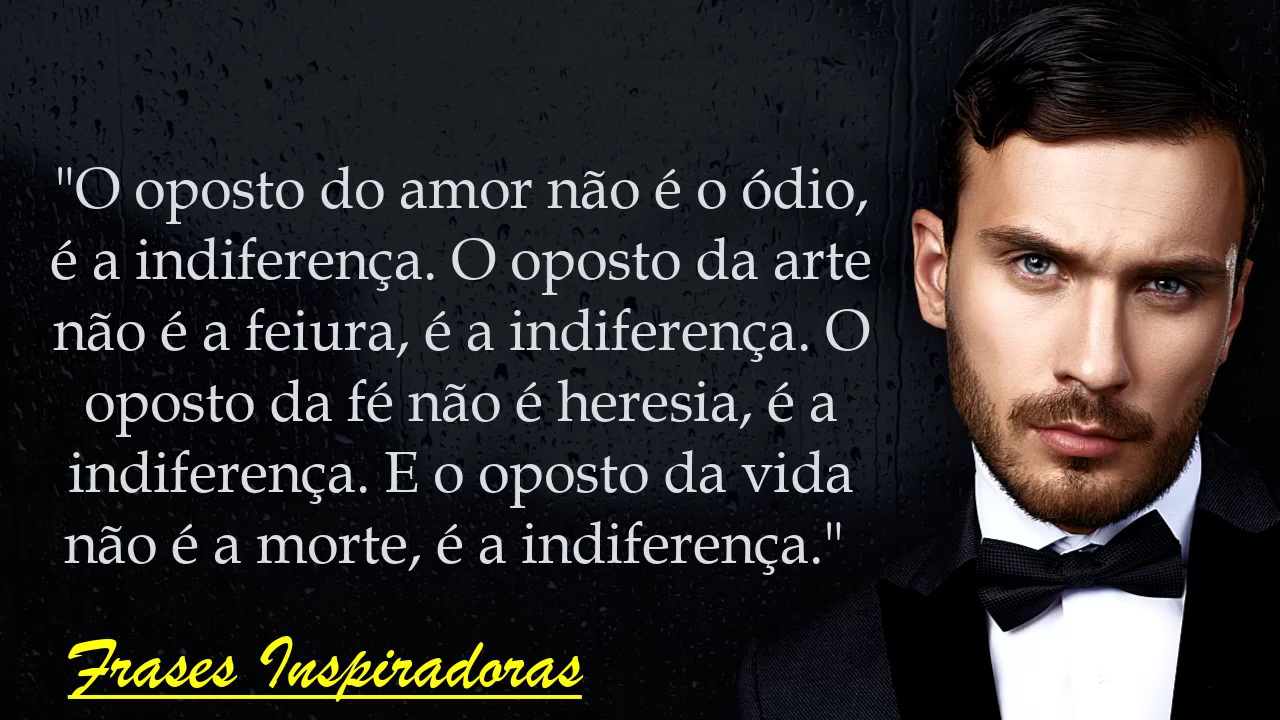 "O oposto do amor não é o ódio,
é a indiferença. O oposto da arte
não é a feiura, é a indiferença. O
oposto da fé não é heresia, é a
indiferença. E o oposto da vida
não é a morte, é a indiferença."
Frases Inspiradoras